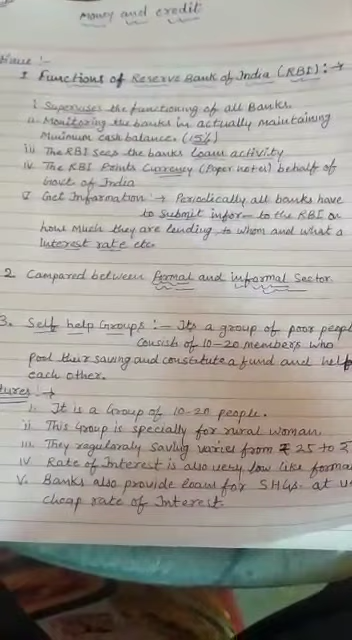 Money and credit
1 Functions of Reserve Bank of India (RBI) :→
i. Supervises the functioning of all Banks.
ii. Monitoring the banks in actually maintaining
Minimum cash balance. (15%)
iii The RBI Sees the banks loan activity
iv. The RBI Prints Currency (Paper notes) behalf of
Govt of India
v Get Information :→ Periodically all banks have
to Submit infor- to the RBI on
how Much they are lending to whom and what a
Interest rate etc.
2. Compared between Formal and informal Sector.
3. Self help Groups :- Its a group of poor peopl
Consists of 10-20 members who
pool their saving and constitute a fund and help
each other.
tures :→
i. It is a Group of 10-20 people.
ii This Group is specially for rural woman.
iii They regularaly Saving varies from ₹ 25 to ₹
iv Rate of Interest is also very low like forma
v. Banks also provide loans for SHGs. at v
cheap rate of Interest.